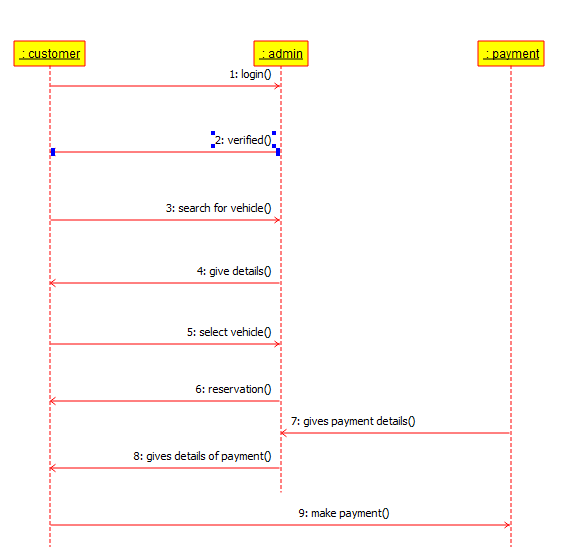 : customer
: admin
: payment
1: login()
2: verified()
3: search for vehicle()
4: give details()
5: select vehicle()
6: reservation()
7: gives payment details()
8: gives details of payment()
9: make payment()